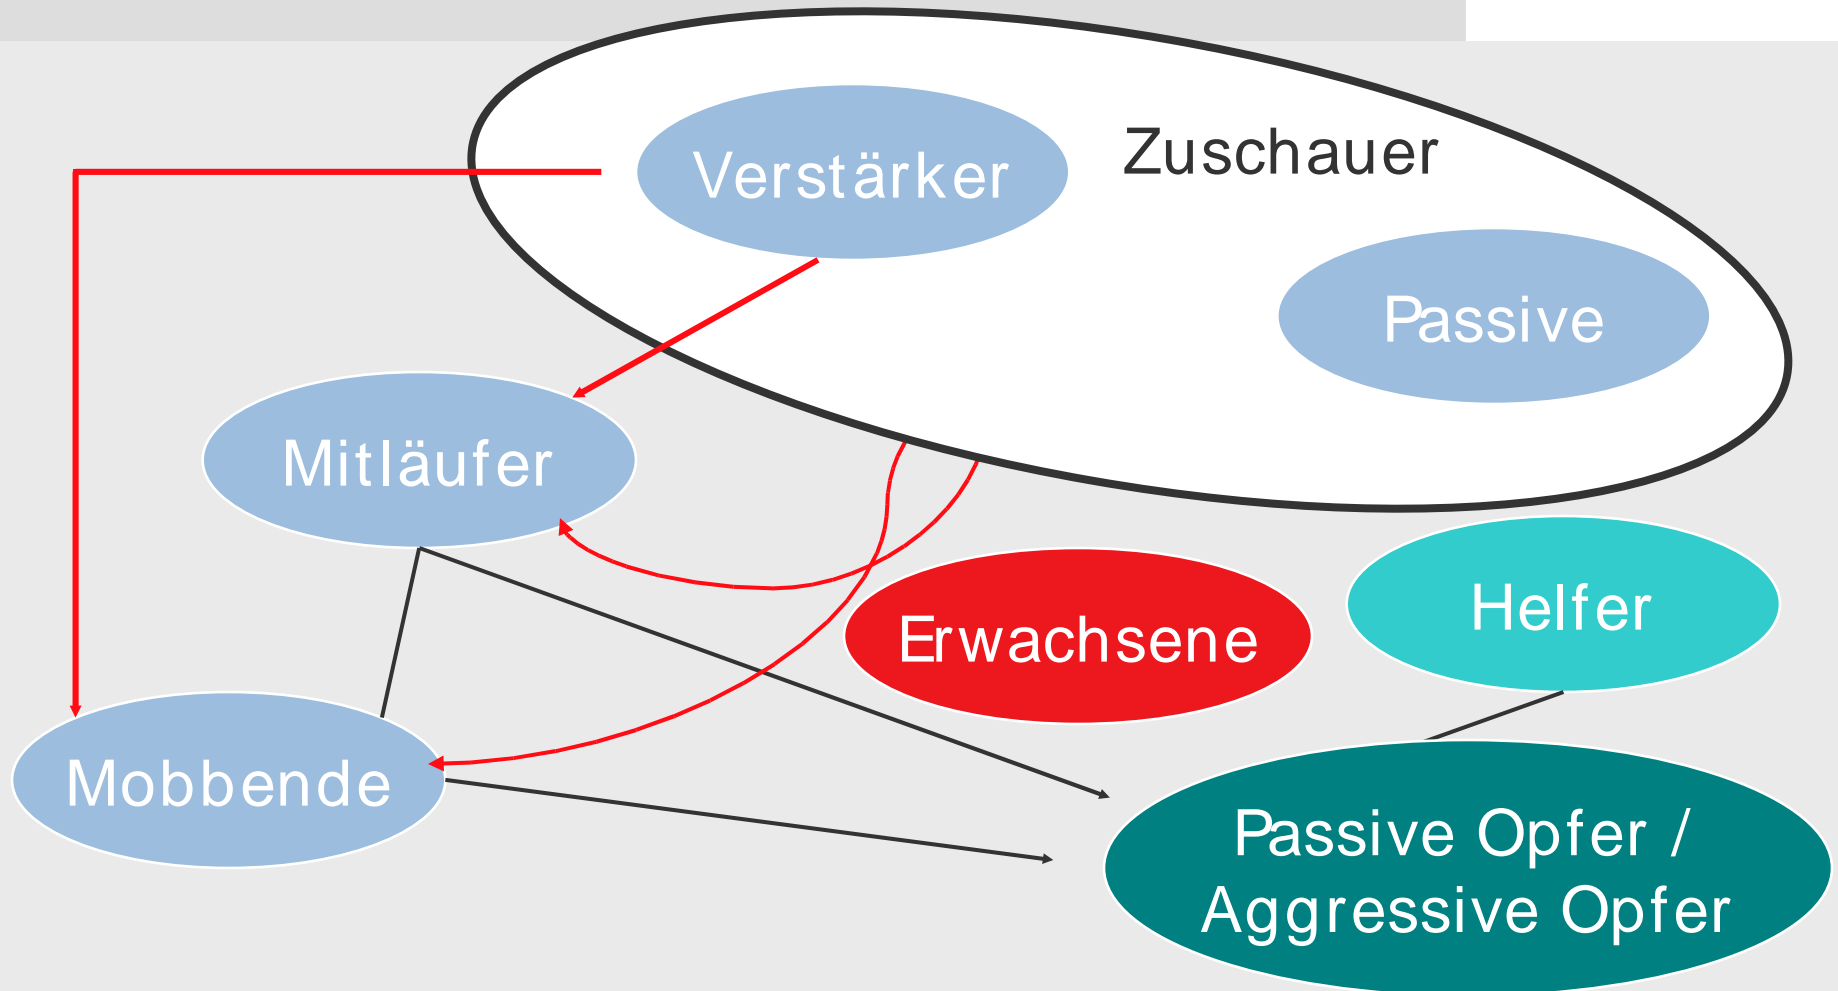 Zuschauer
Verstärker
Passive
Mitläufer
Helfer
Erwachsene
Mobbende
Passive Opfer /
Aggressive Opfer